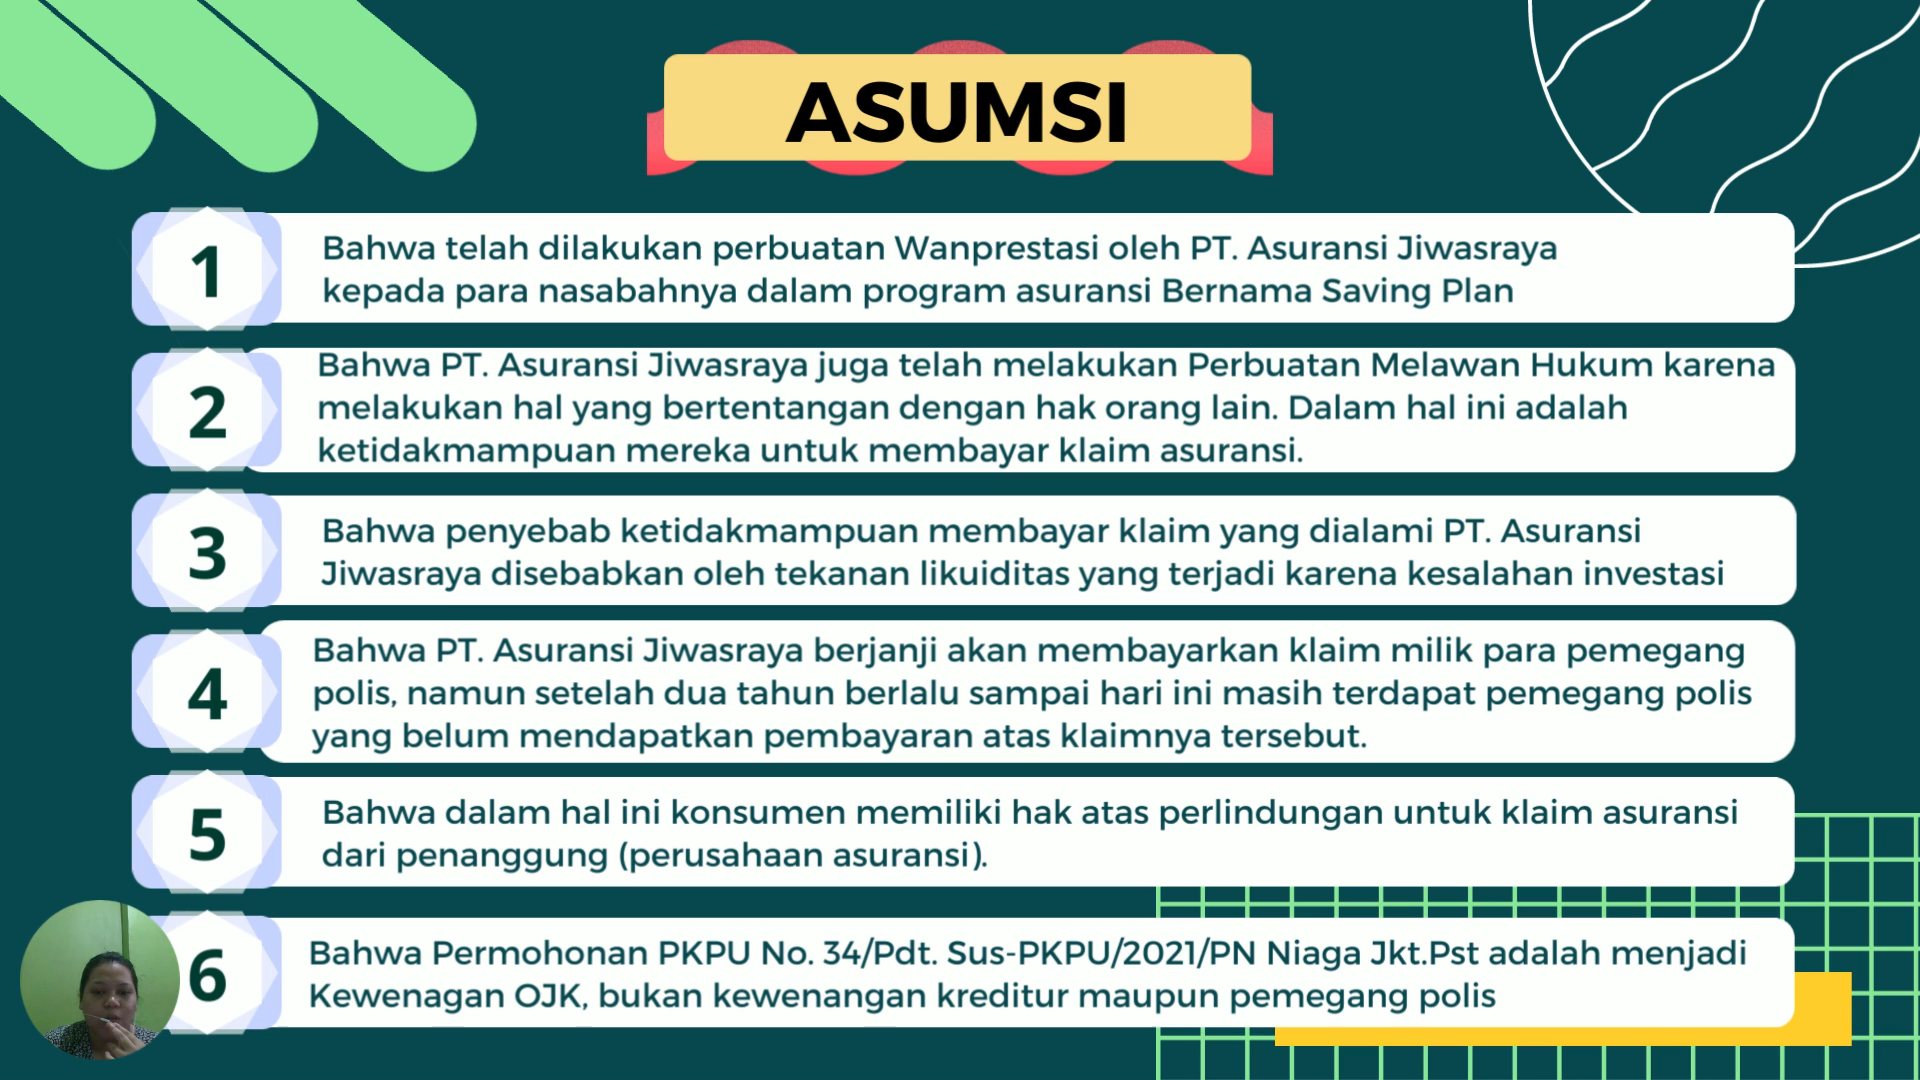 ASUMSI
1
Bahwa telah dilakukan perbuatan Wanprestasi oleh PT. Asuransi Jiwasraya
kepada para nasabahnya dalam program asuransi Bernama Saving Plan
2
Bahwa PT. Asuransi Jiwasraya juga telah melakukan Perbuatan Melawan Hukum karena
melakukan hal yang bertentangan dengan hak orang lain. Dalam hal ini adalah
ketidakmampuan mereka untuk membayar klaim asuransi.
3
Bahwa penyebab ketidakmampuan membayar klaim yang dialami PT. Asuransi
Jiwasraya disebabkan oleh tekanan likuiditas yang terjadi karena kesalahan investasi
4
Bahwa PT. Asuransi Jiwasraya berjanji akan membayarkan klaim milik para pemegang
polis, namun setelah dua tahun berlalu sampai hari ini masih terdapat pemegang polis
yang belum mendapatkan pembayaran atas klaimnya tersebut.
5
Bahwa dalam hal ini konsumen memiliki hak atas perlindungan untuk klaim asuransi
dari penanggung (perusahaan asuransi).
6
Bahwa Permohonan PKPU No. 34/Pdt. Sus-PKPU/2021/PN Niaga Jkt.Pst adalah menjadi
Kewenagan OJK, bukan kewenangan kreditur maupun pemegang polis